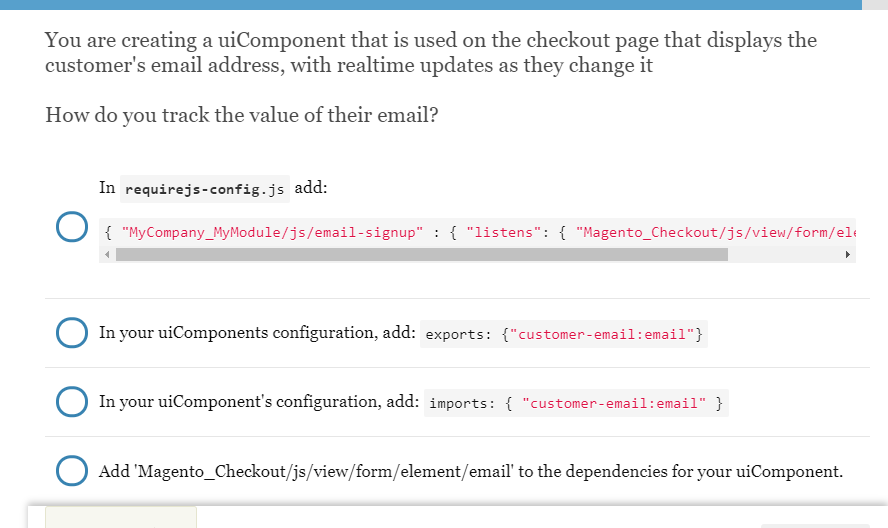 You are creating a uiComponent that is used on the checkout page that displays the
customer's email address, with realtime updates as they change it
How do you track the value of their email?
In requirejs-config.js add:
{ "MyCompany_MyModule/js/email-signup" : { "listens": { "Magento_Checkout/js/view/form/ele
In your uiComponents configuration, add: exports: {"customer-email:email"}
In your uiComponent's configuration, add: imports: { "customer-email:email" }
Add 'Magento_Checkout/js/view/form/element/email' to the dependencies for your uiComponent.